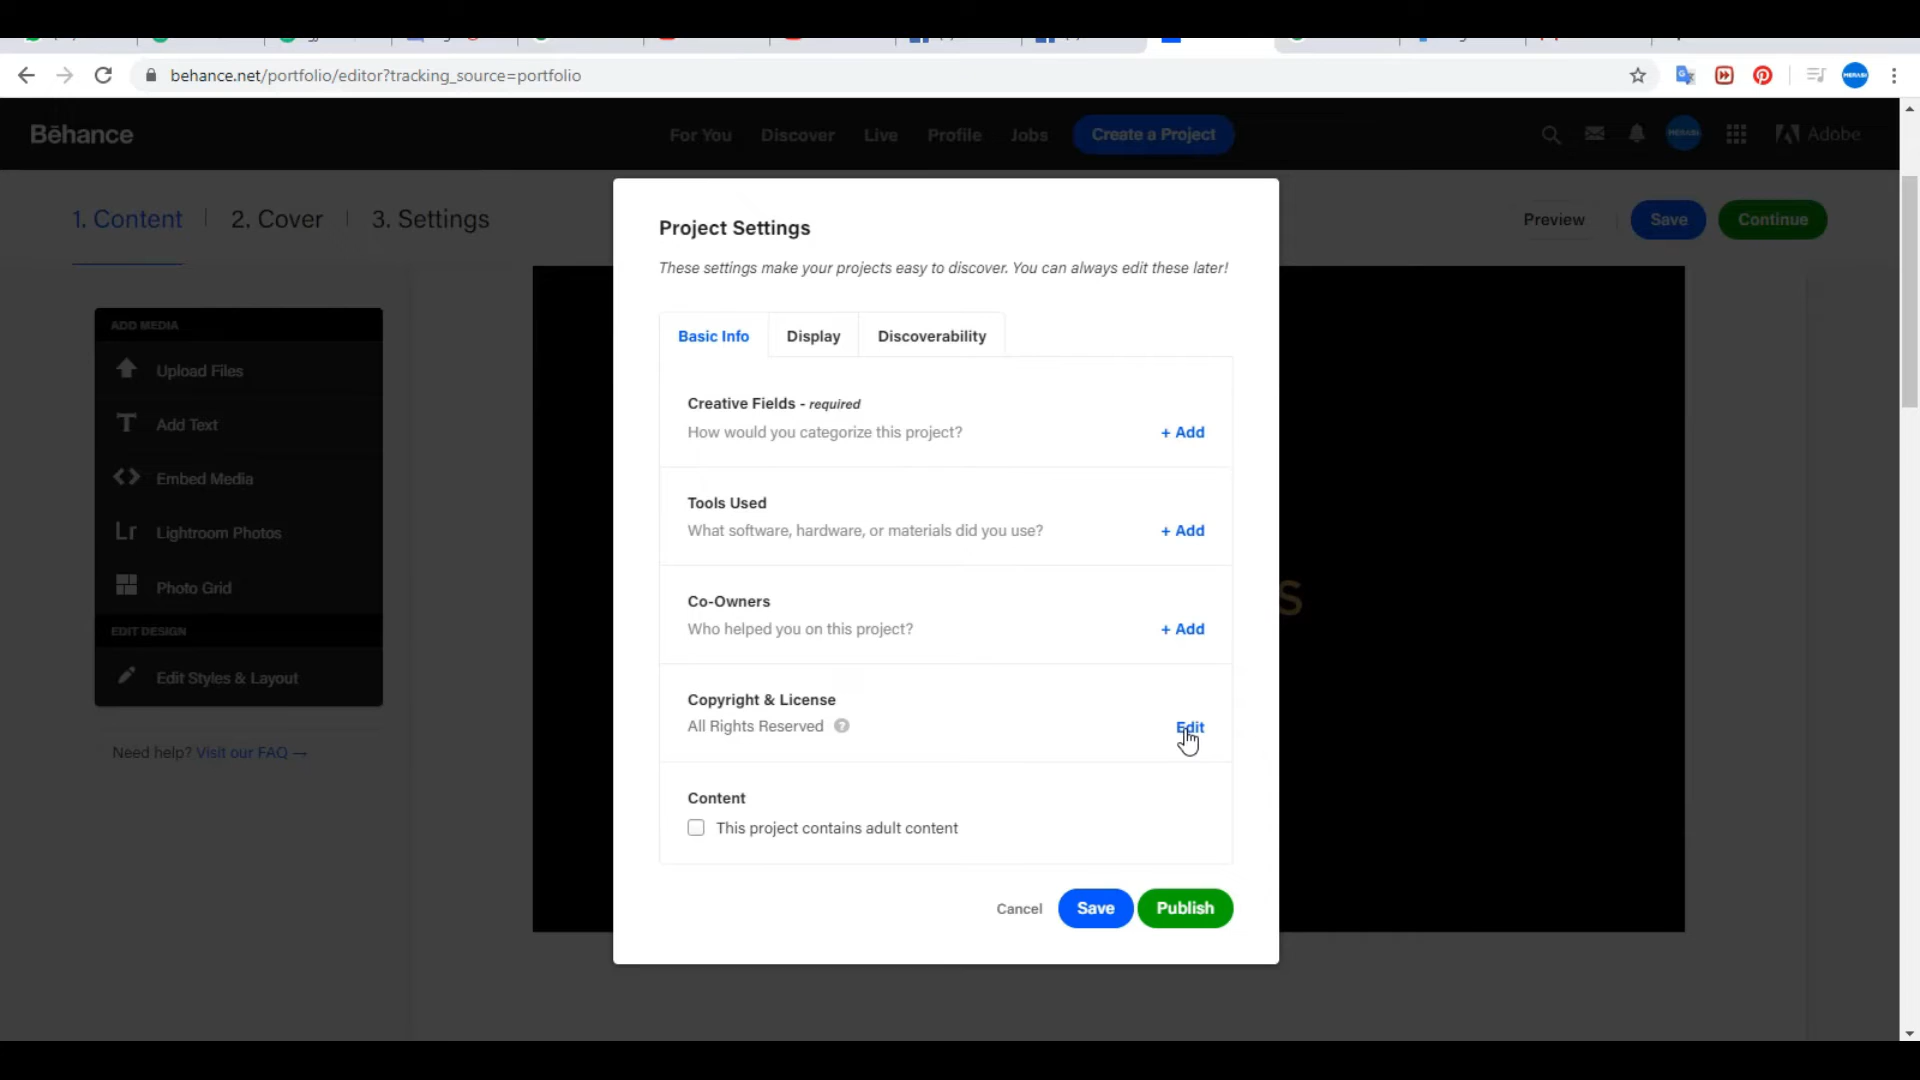 behance.net/portfolio/editor?tracking_source=portfolio
Bēhance
For You Discover Live Profile Jobs Create a Project
MERASI
Adobe
1. Content 2. Cover 3. Settings
Preview Save Continue
ADD MEDIA
Upload Files
T Add Text
Embed Media
Lr Lightroom Photos
Photo Grid
EDIT DESIGN
Edit Styles & Layout
Need help? Visit our FAQ →
Project Settings
These settings make your projects easy to discover. You can always edit these later!
Basic Info Display Discoverability
Creative Fields - required
How would you categorize this project? + Add
Tools Used
What software, hardware, or materials did you use? + Add
Co-Owners
Who helped you on this project? + Add
Copyright & License
All Rights Reserved ? Edit
Content
This project contains adult content
Cancel Save Publish